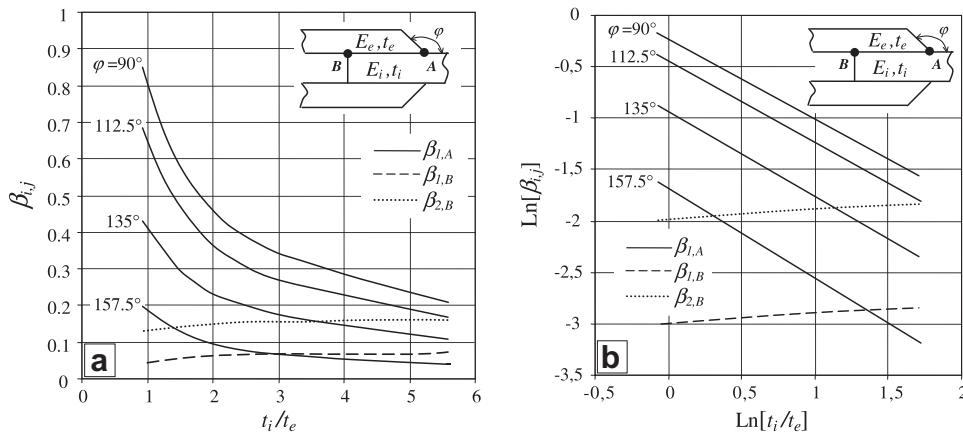 1
0.9
0.8
0.7
0.6
0.5
0.4
0.3
0.2
0.1
0
βi,j
φ=90°
112.5°
135°
157.5°
Ee,te
φ
B
A
Ei,ti
β1,A
β1,B
β2,B
a
0 1 2 3 4 5 6
ti/te
0
-0,5
-1
-1,5
-2
-2,5
-3
-3,5
Ln[βi,j]
φ=90°
112.5°
135°
157.5°
Ee,te
φ
B
A
Ei,ti
β1,A
β1,B
β2,B
b
-0,5 0 0,5 1 1,5 2
Ln[ti/te]